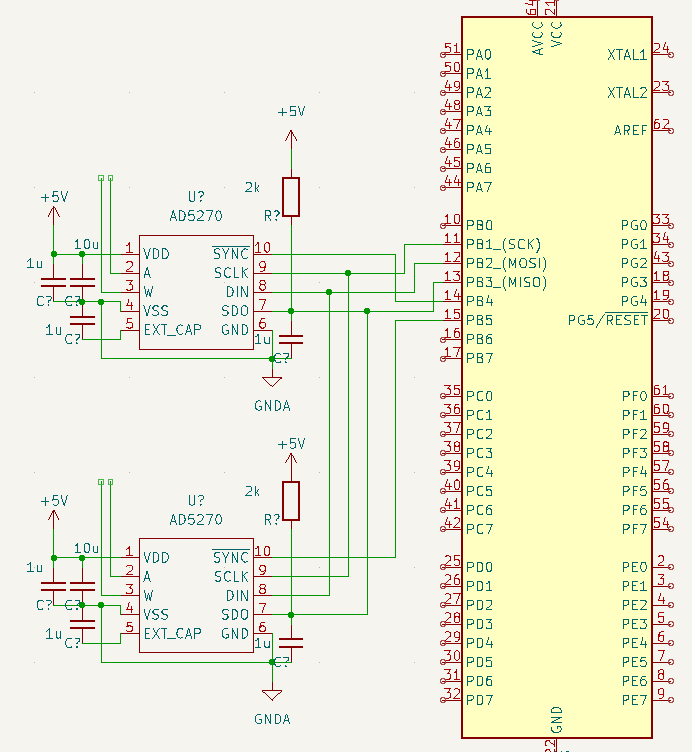 64 21
AVCC VCC
51 PA0 XTAL1 24
50 PA1
49 PA2 XTAL2 23
48 PA3
47 PA4 AREF 62
46 PA5
45 PA6
44 PA7
10 PB0 PG0 33
11 PB1_(SCK) PG1 34
12 PB2_(MOSI) PG2 43
13 PB3_(MISO) PG3 18
14 PB4 PG4 19
15 PB5 PG5/RESET 20
16 PB6
17 PB7
35 PC0 PF0 61
36 PC1 PF1 60
37 PC2 PF2 59
38 PC3 PF3 58
39 PC4 PF4 57
40 PC5 PF5 56
41 PC6 PF6 55
42 PC7 PF7 54
25 PD0 PE0 2
26 PD1 PE1 3
27 PD2 PE2 4
28 PD3 PE3 5
29 PD4 PE4 6
30 PD5 PE5 7
31 PD6 PE6 8
32 PD7 PE7 9
GND
22
+5V
2k
R?
+5V
U?
AD5270
10u
1u
C? C?
1u
C?
1 VDD SYNC 10
2 A SCLK 9
3 W DIN 8
4 VSS SDO 7
5 EXT_CAP GND 6
1u
C?
GNDA
+5V
2k
R?
+5V
U?
AD5270
10u
1u
C? C?
1u
C?
1 VDD SYNC 10
2 A SCLK 9
3 W DIN 8
4 VSS SDO 7
5 EXT_CAP GND 6
1u
C?
GNDA